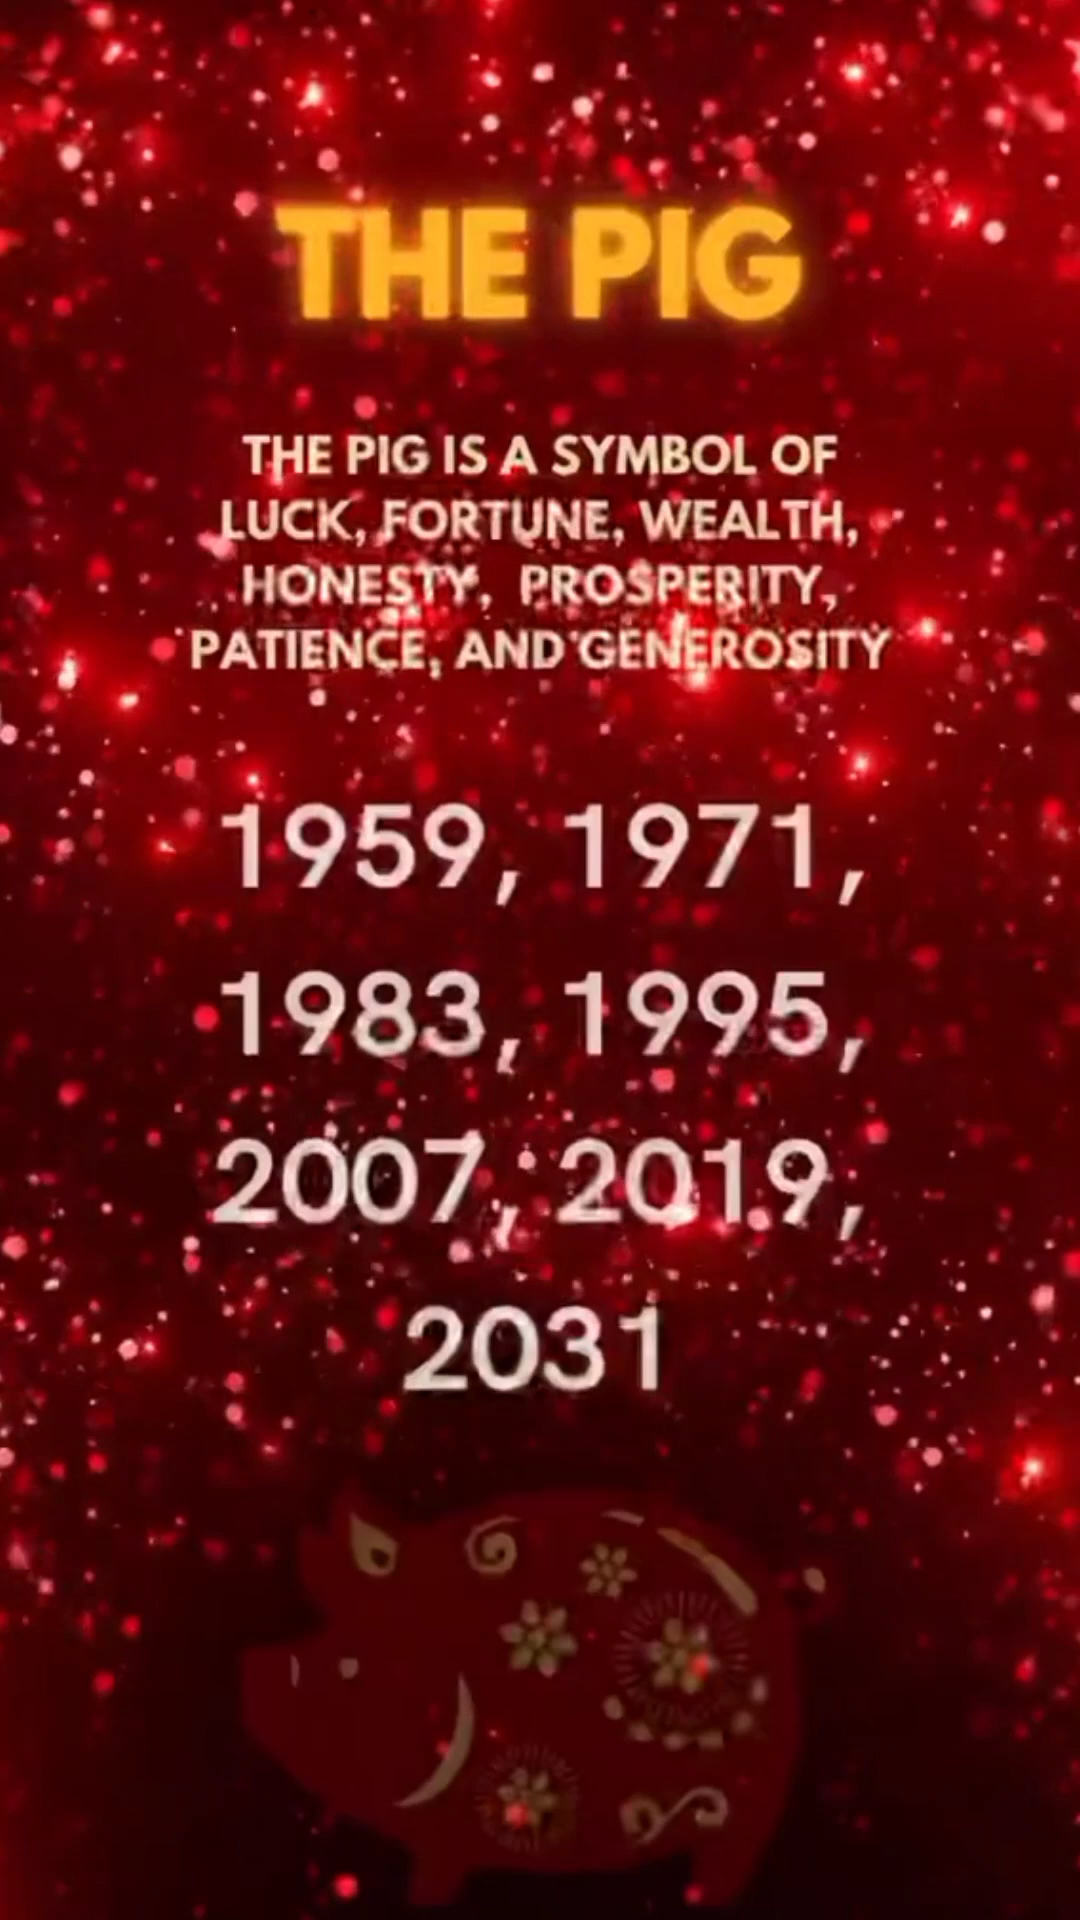 THE PIG
THE PIG IS A SYMBOL OF
LUCK, FORTUNE, WEALTH,
HONESTY, PROSPERITY,
PATIENCE, AND GENEROSITY
1959, 1971,
1983, 1995,
2007, 2019,
2031